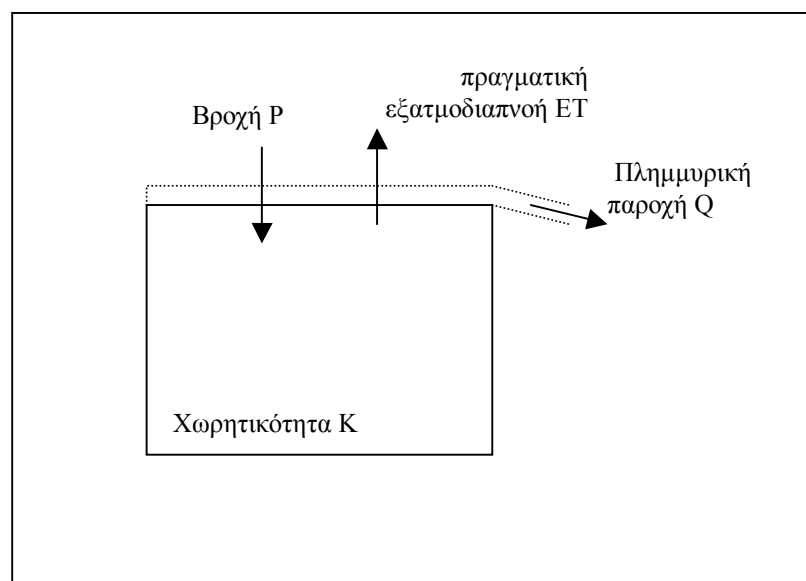 πραγματική
εξατμοδιαπνοή ET
Βροχή P
Πλημμυρική
παροχή Q
Χωρητικότητα K